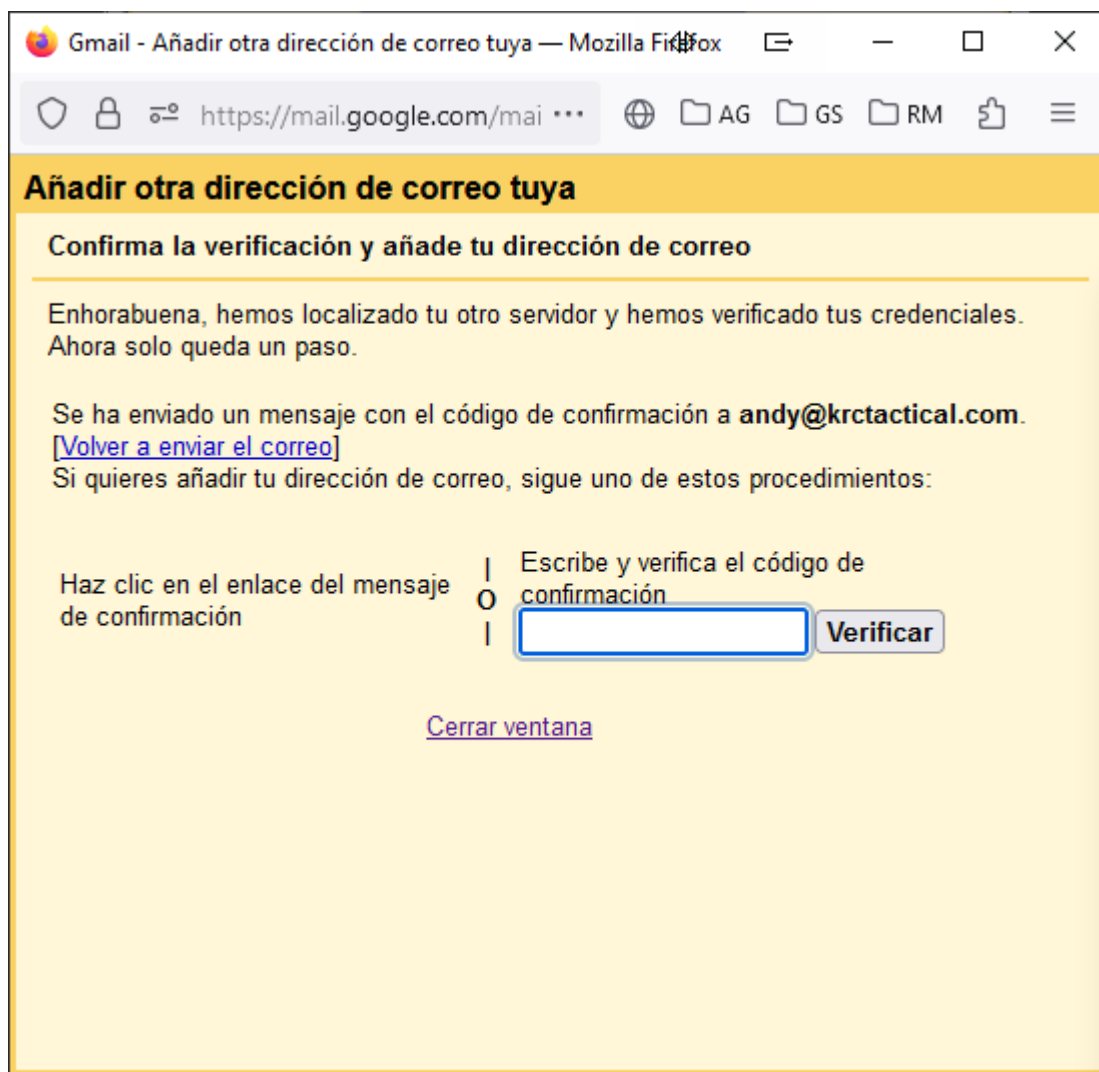 Gmail - Añadir otra dirección de correo tuya — Mozilla Firefox
https://mail.google.com/mai ···
AG
GS
RM
Añadir otra dirección de correo tuya
Confirma la verificación y añade tu dirección de correo
Enhorabuena, hemos localizado tu otro servidor y hemos verificado tus credenciales.
Ahora solo queda un paso.
Se ha enviado un mensaje con el código de confirmación a andy@krctactical.com.
[Volver a enviar el correo]
Si quieres añadir tu dirección de correo, sigue uno de estos procedimientos:
Haz clic en el enlace del mensaje
de confirmación
|
O
|
Escribe y verifica el código de
confirmación
Verificar
Cerrar ventana